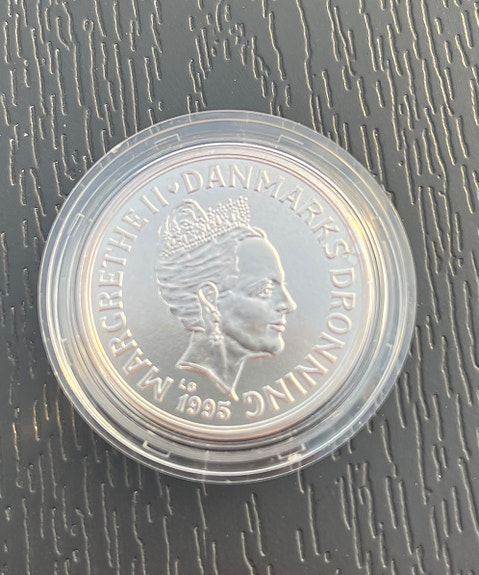 MARGRETHE II · DANMARKS DRONNING
LG
1995